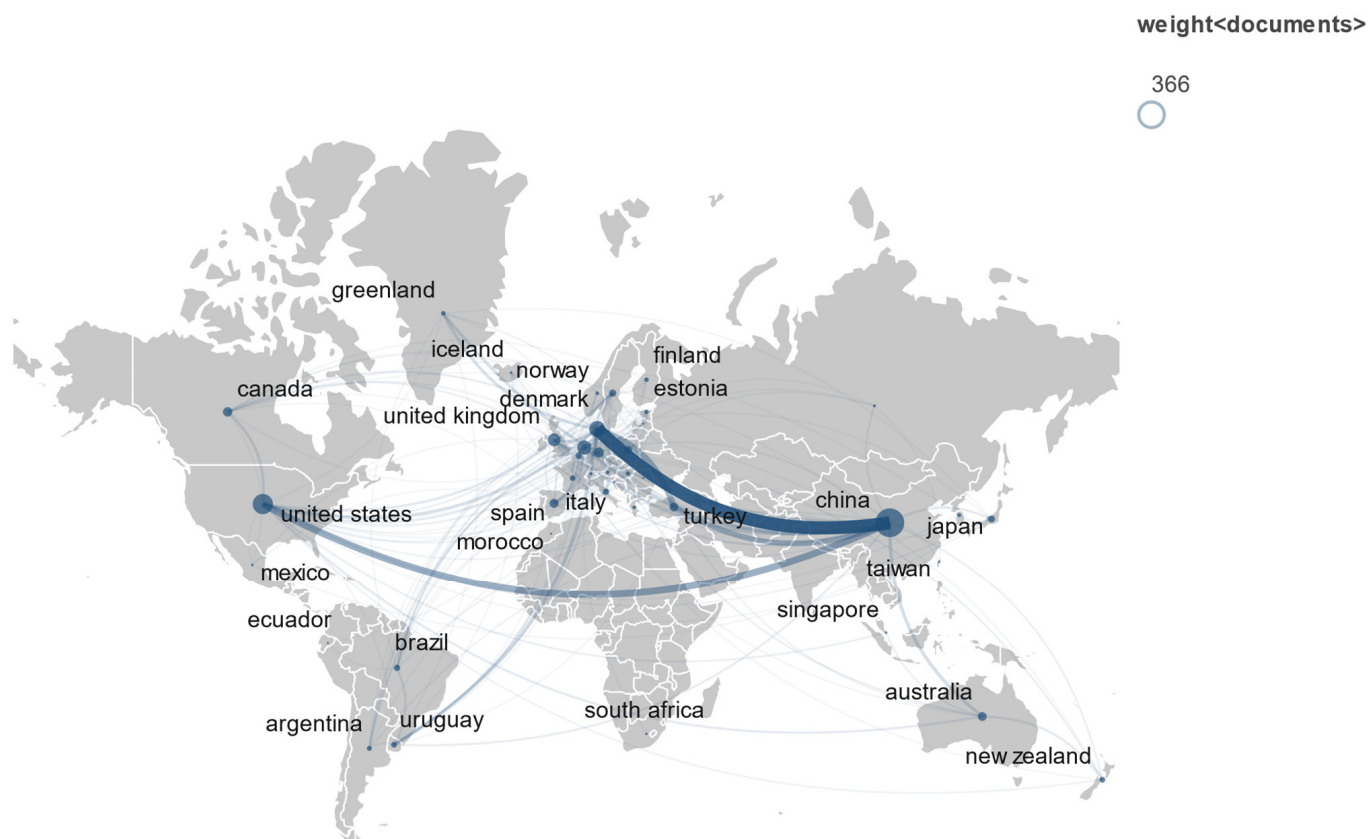 weight<documents>
366
greenland
iceland
finland
norway
estonia
canada
denmark
united kingdom
china
spain
italy
united states
turkey
japan
morocco
taiwan
mexico
singapore
ecuador
brazil
australia
south africa
argentina
uruguay
new zealand